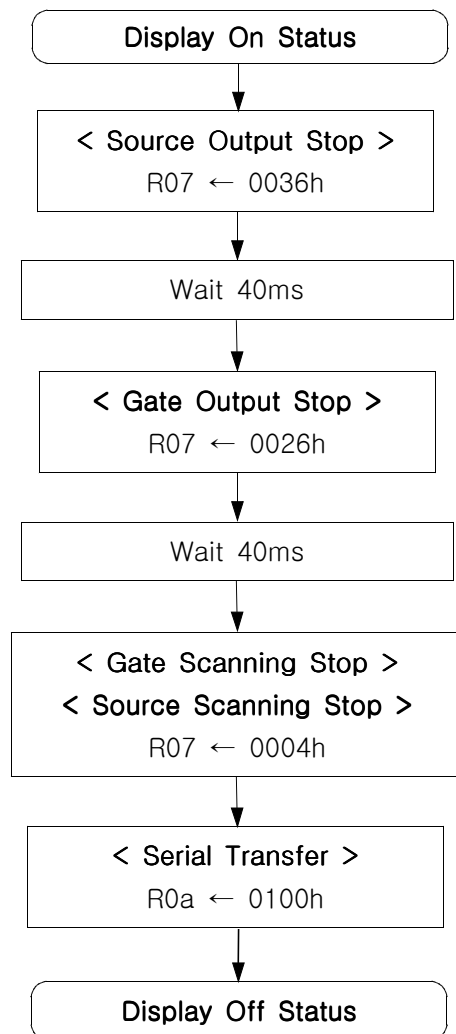 Display On Status
< Source Output Stop >
R07 ← 0036h
Wait 40ms
< Gate Output Stop >
R07 ← 0026h
Wait 40ms
< Gate Scanning Stop >
< Source Scanning Stop >
R07 ← 0004h
< Serial Transfer >
R0a ← 0100h
Display Off Status